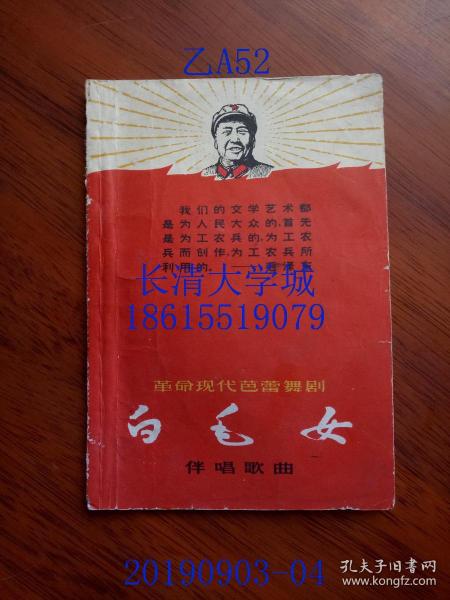 乙A52
我们的文学艺术都
是为人民大众的,首先
是为工农兵的,为工农
兵而创作,为工农兵所
利用的。
长清大学城
18615519079
革命现代芭蕾舞剧
白毛女
伴唱歌曲
20190903-04
孔夫子旧书网
www.kongfz.com